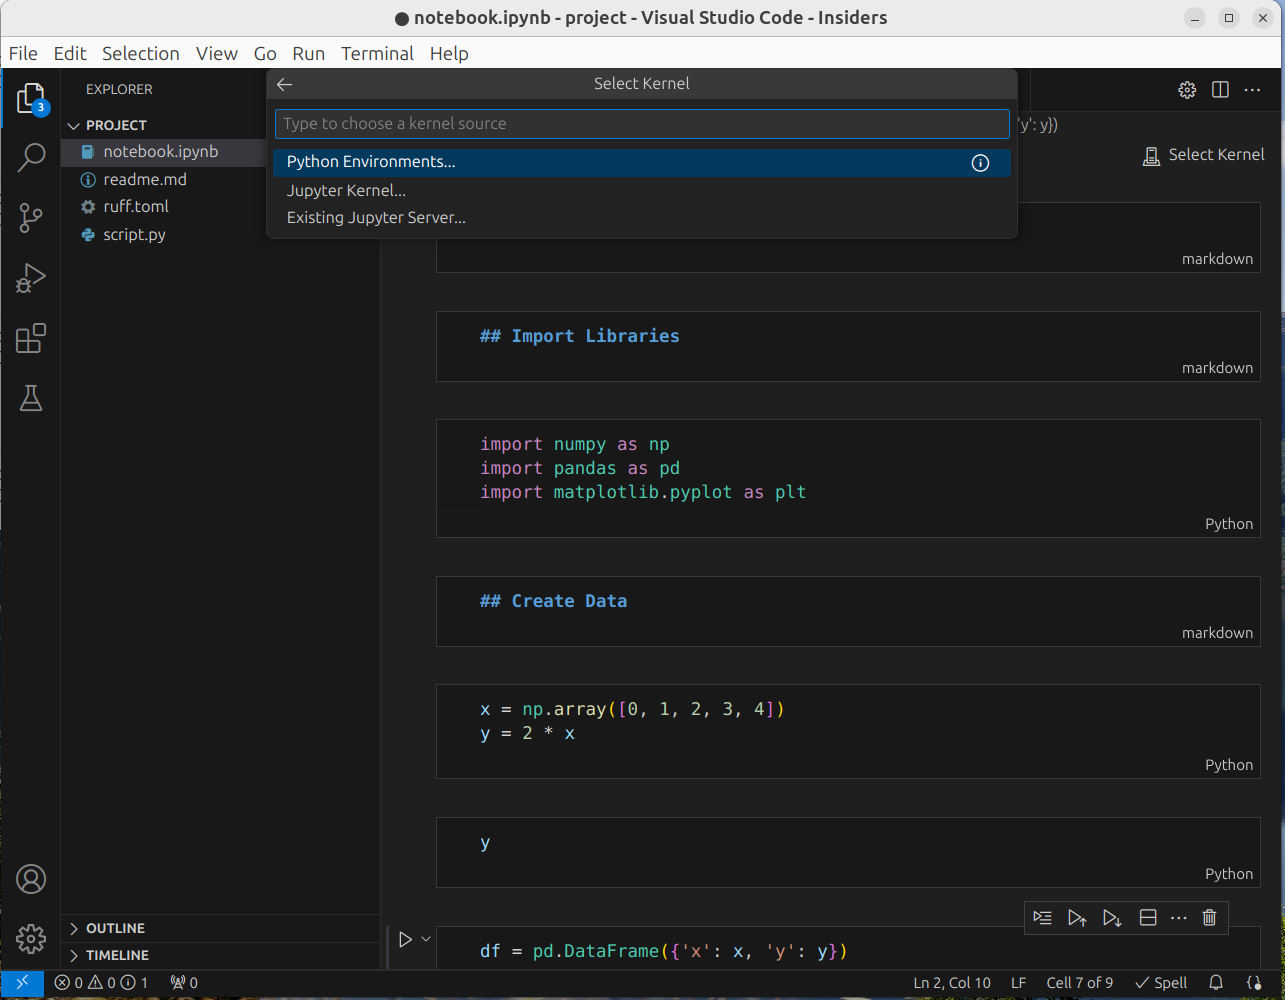 notebook.ipynb - project - Visual Studio Code - Insiders
File Edit Selection View Go Run Terminal Help
3
EXPLORER
PROJECT
notebook.ipynb
readme.md
ruff.toml
script.py
OUTLINE
TIMELINE
Select Kernel
Type to choose a kernel source
Python Environments...
Jupyter Kernel...
Existing Jupyter Server...
'y': y})
Select Kernel
markdown
## Import Libraries
markdown
import numpy as np
import pandas as pd
import matplotlib.pyplot as plt
Python
## Create Data
markdown
x = np.array([0, 1, 2, 3, 4])
y = 2 * x
Python
y
Python
df = pd.DataFrame({'x': x, 'y': y})
0 0 1 0 Ln 2, Col 10 LF Cell 7 of 9 Spell